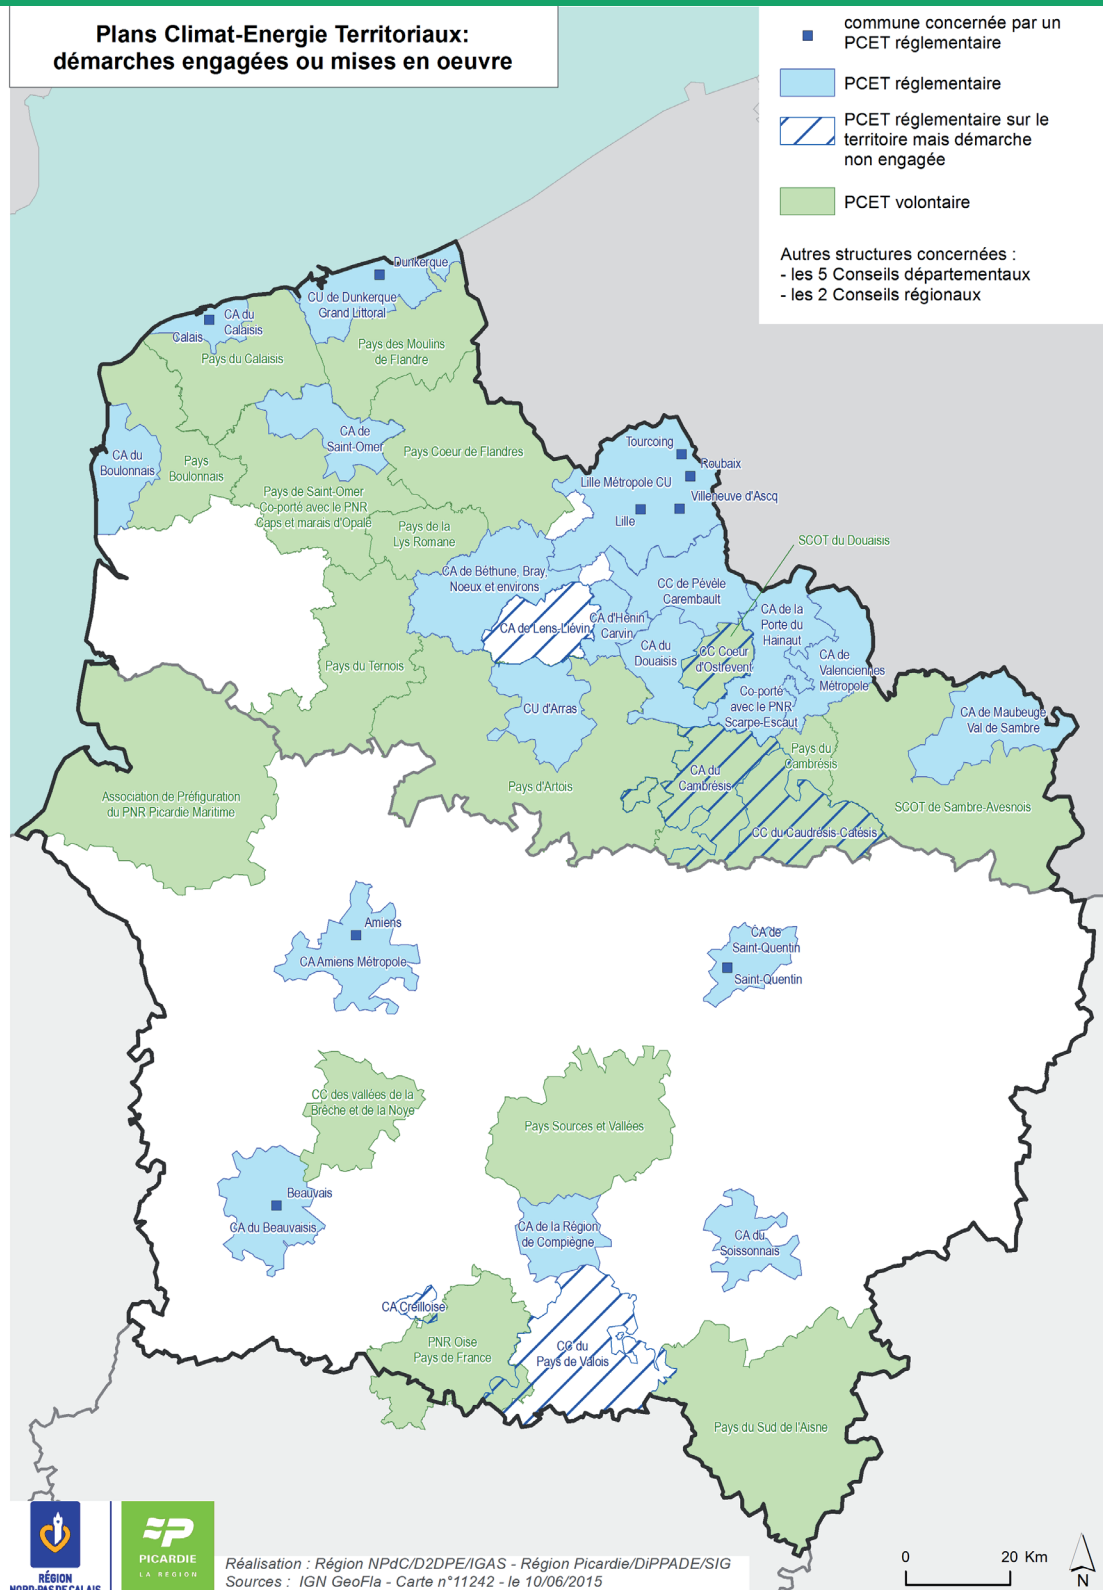 Plans Climat-Energie Territoriaux:
démarches engagées ou mises en oeuvre
commune concernée par un
PCET réglementaire
PCET réglementaire
PCET réglementaire sur le
territoire mais démarche
non engagée
PCET volontaire
Autres structures concernées :
- les 5 Conseils départementaux
- les 2 Conseils régionaux
Dunkerque
CU de Dunkerque
Grand Littoral
CA du
Calaisis
Calais
Pays du Calaisis
Pays des Moulins
de Flandre
CA de
Saint-Omer
Pays Coeur de Flandres
CA du
Boulonnais
Pays
Boulonnais
Pays de Saint-Omer
Co-porté avec le PNR
Caps et marais d'Opale
Pays de la
Lys Romane
Tourcoing
Roubaix
Lille Métropole CU
Villeneuve d'Ascq
Lille
SCOT du Douaisis
CA de Béthune, Bray,
Noeux et environs
CC de Pévèle
Carembault
CA de Lens-Liévin
CA d'Hénin
Carvin
CA de la
Porte du
Hainaut
CA du
Douaisis
CC Coeur
d'Ostrevent
CA de
Valenciennes
Métropole
Pays du Ternois
Co-porté
avec le PNR
Scarpe-Escaut
CU d'Arras
CA de Maubeuge
Val de Sambre
Pays du
Cambrésis
CA du
Cambrésis
Pays d'Artois
Association de Préfiguration
du PNR Picardie Maritime
SCOT de Sambre-Avesnois
CC du Caudrésis-Catésis
Amiens
CA Amiens Métropole
CA de
Saint-Quentin
Saint-Quentin
CC des vallées de la
Brêche et de la Noye
Pays Sources et Vallées
Beauvais
CA du Beauvaisis
CA de la Région
de Compiègne
CA du
Soissonnais
CA Creilloise
PNR Oise
Pays de France
CC du
Pays de Valois
Pays du Sud de l'Aisne
RÉGION
NORD-PAS DE CALAIS
PICARDIE
LA RÉGION
Réalisation : Région NPdC/D2DPE/IGAS - Région Picardie/DiPPADE/SIG
Sources : IGN GeoFla - Carte n°11242 - le 10/06/2015
0 20 Km
N